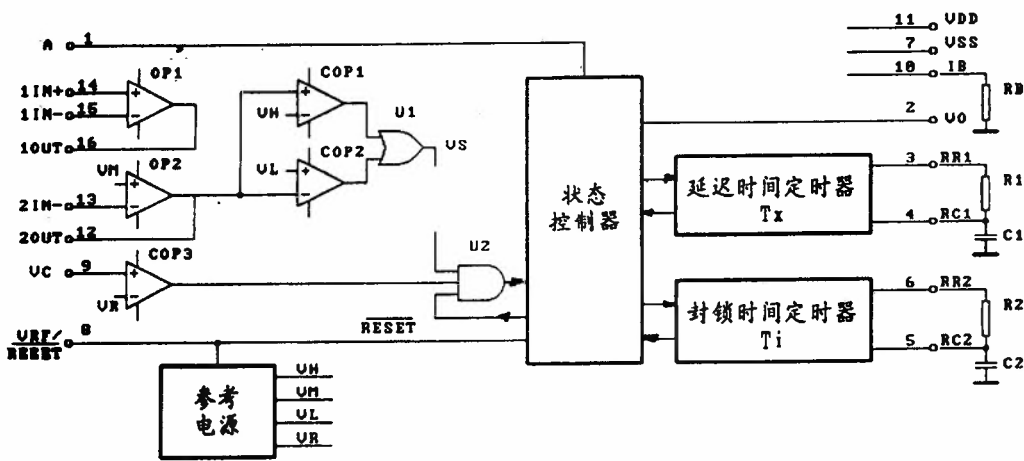 A 1
1IN+ 14
1IN- 15
1OUT 16
OP1
COP1
VH
U1
VS
OP2
VM
2IN- 13
2OUT 12
COP2
VL
VC 9
COP3
VR
U2
RESET
VRF/ 8
RESET
参考
电源
VH
VM
VL
VR
状态
控制器
11 VDD
7 VSS
10 IB
RB
2 VO
延迟时间定时器
Tx
3 RR1
R1
4 RC1
C1
封锁时间定时器
Ti
6 RR2
R2
5 RC2
C2